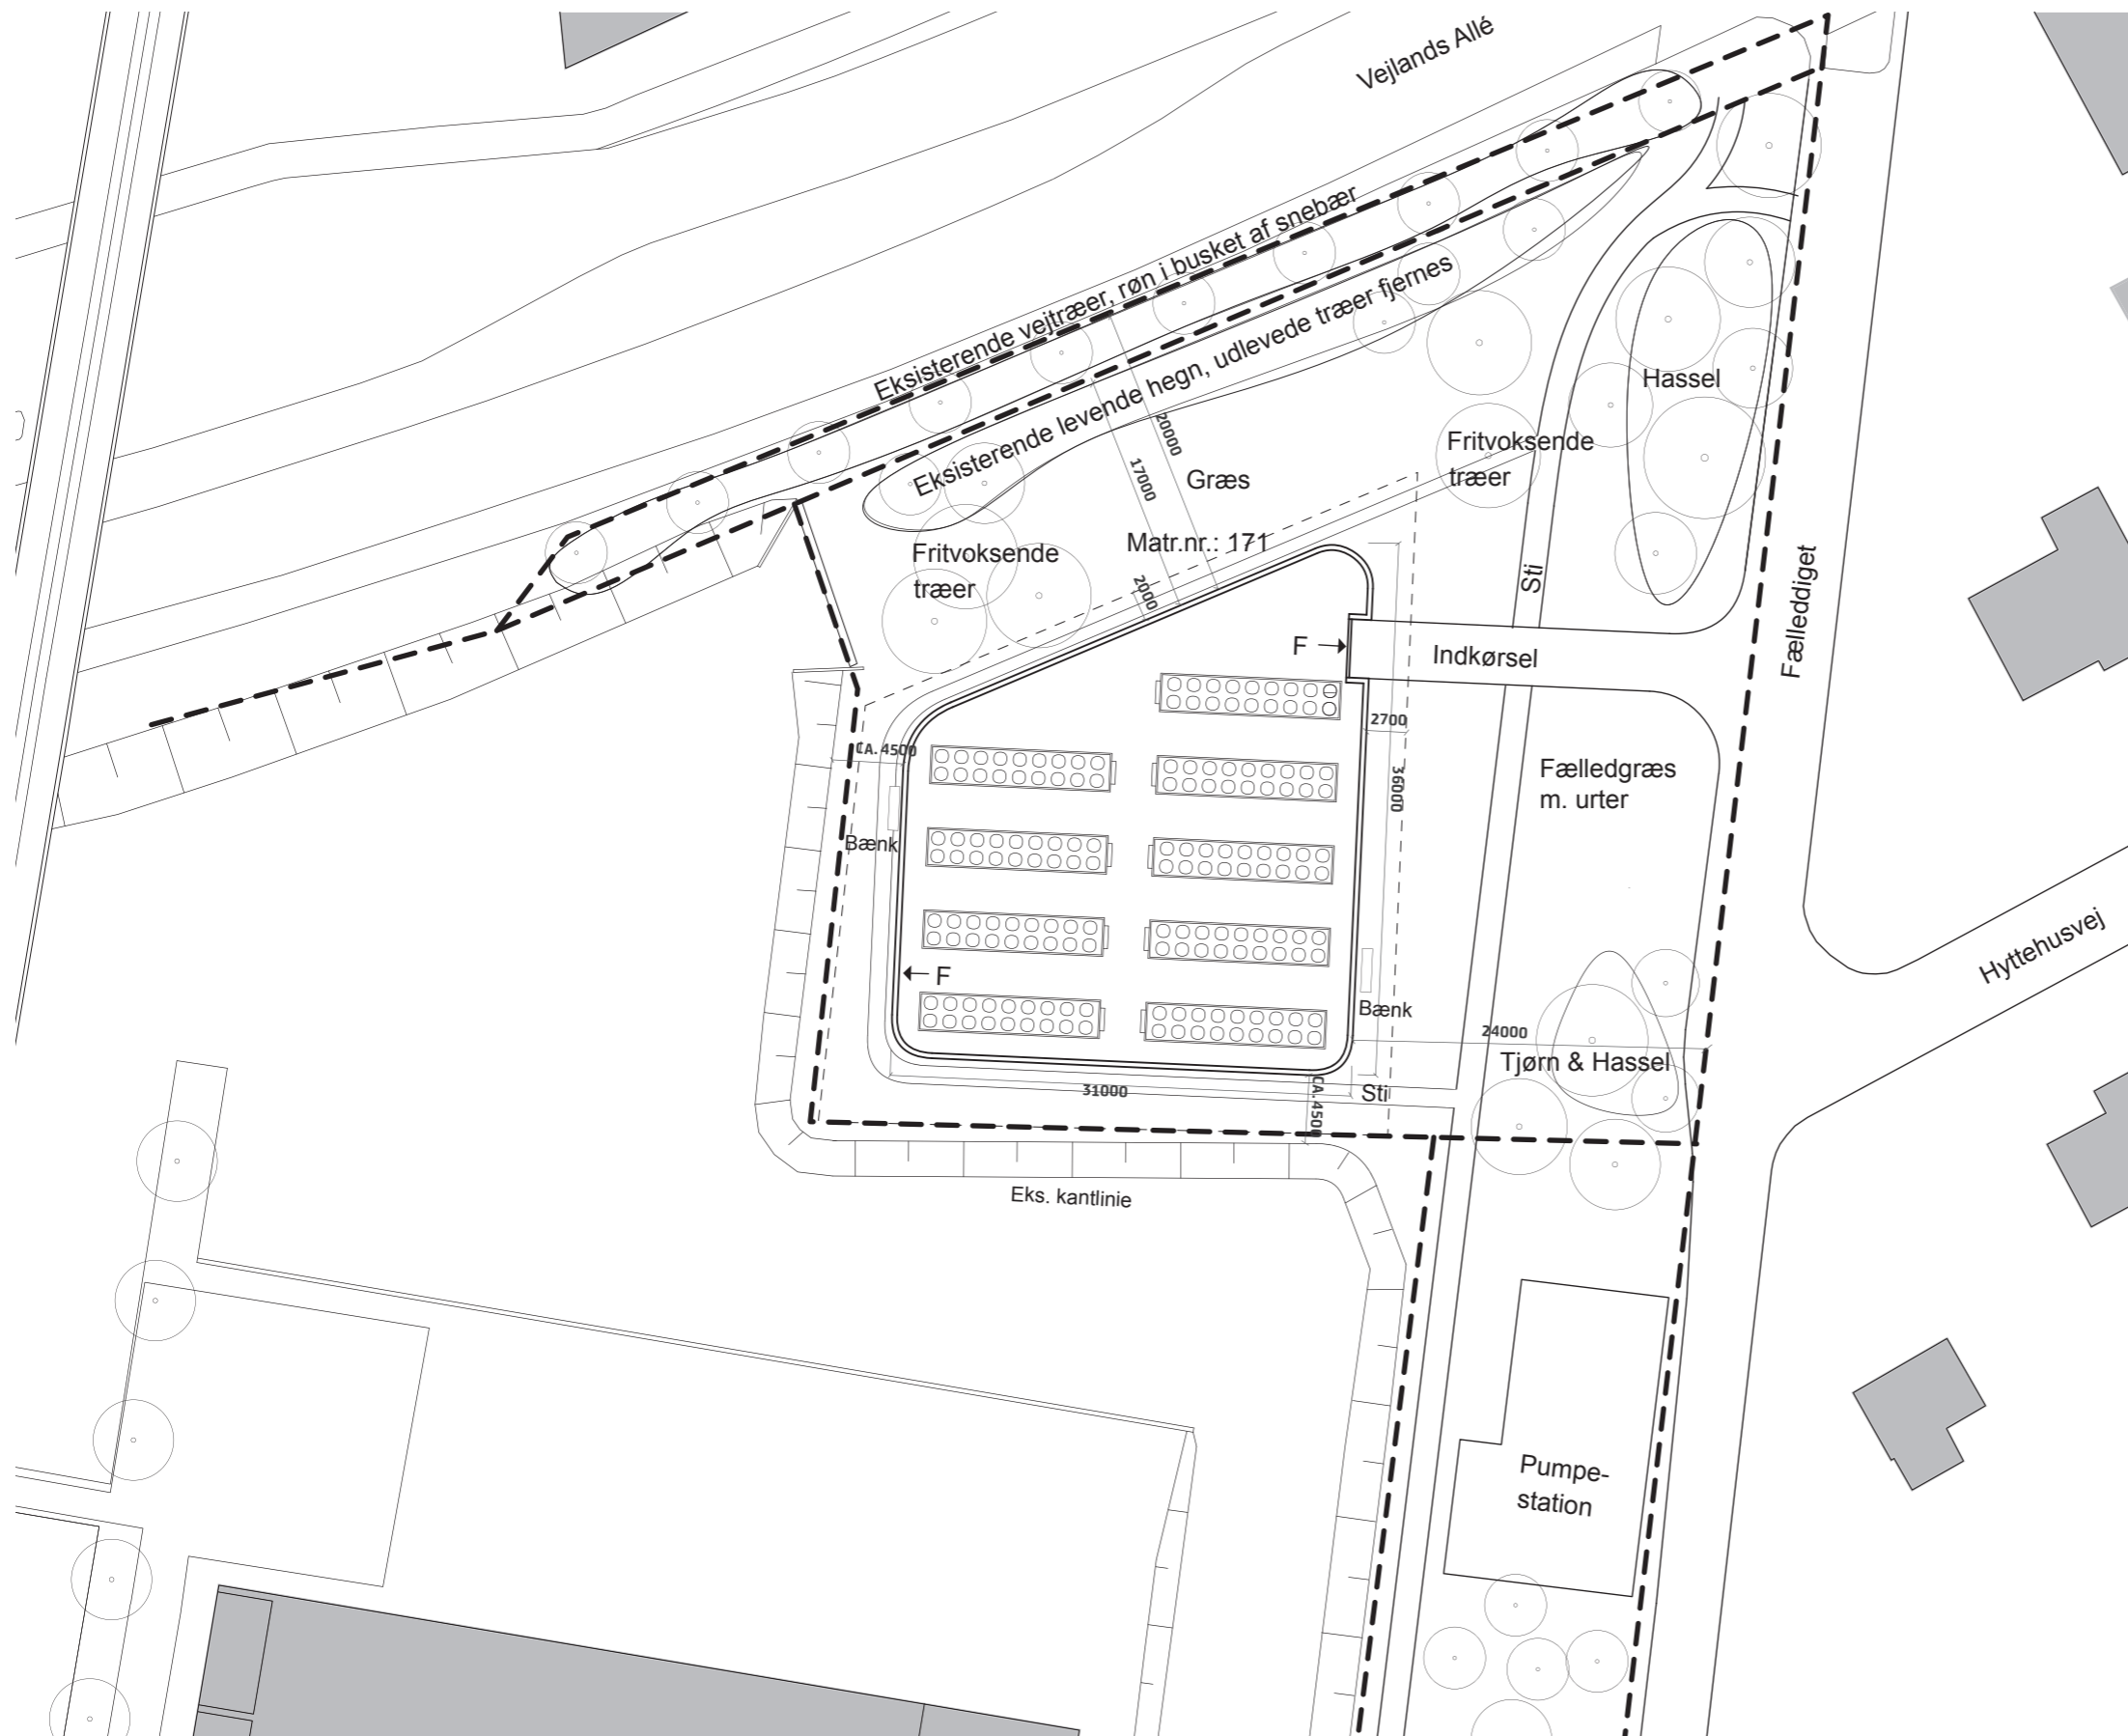 Vejlands Allé
Eksisterende vejtræer, røn i busket af snebær
Eksisterende levende hegn, udlevede træer fjernes
Hassel
20000
17000
Græs
Fritvoksende
træer
Matr.nr.: 171
Fritvoksende
træer
2000
Sti
Fælleddiget
F
Indkørsel
2700
CA. 4500
36000
Fælledgræs
m. urter
Bænk
Hyttehusvej
F
Bænk
24000
Tjørn & Hassel
31000
CA. 4500
Sti
Eks. kantlinie
Pumpe-
station